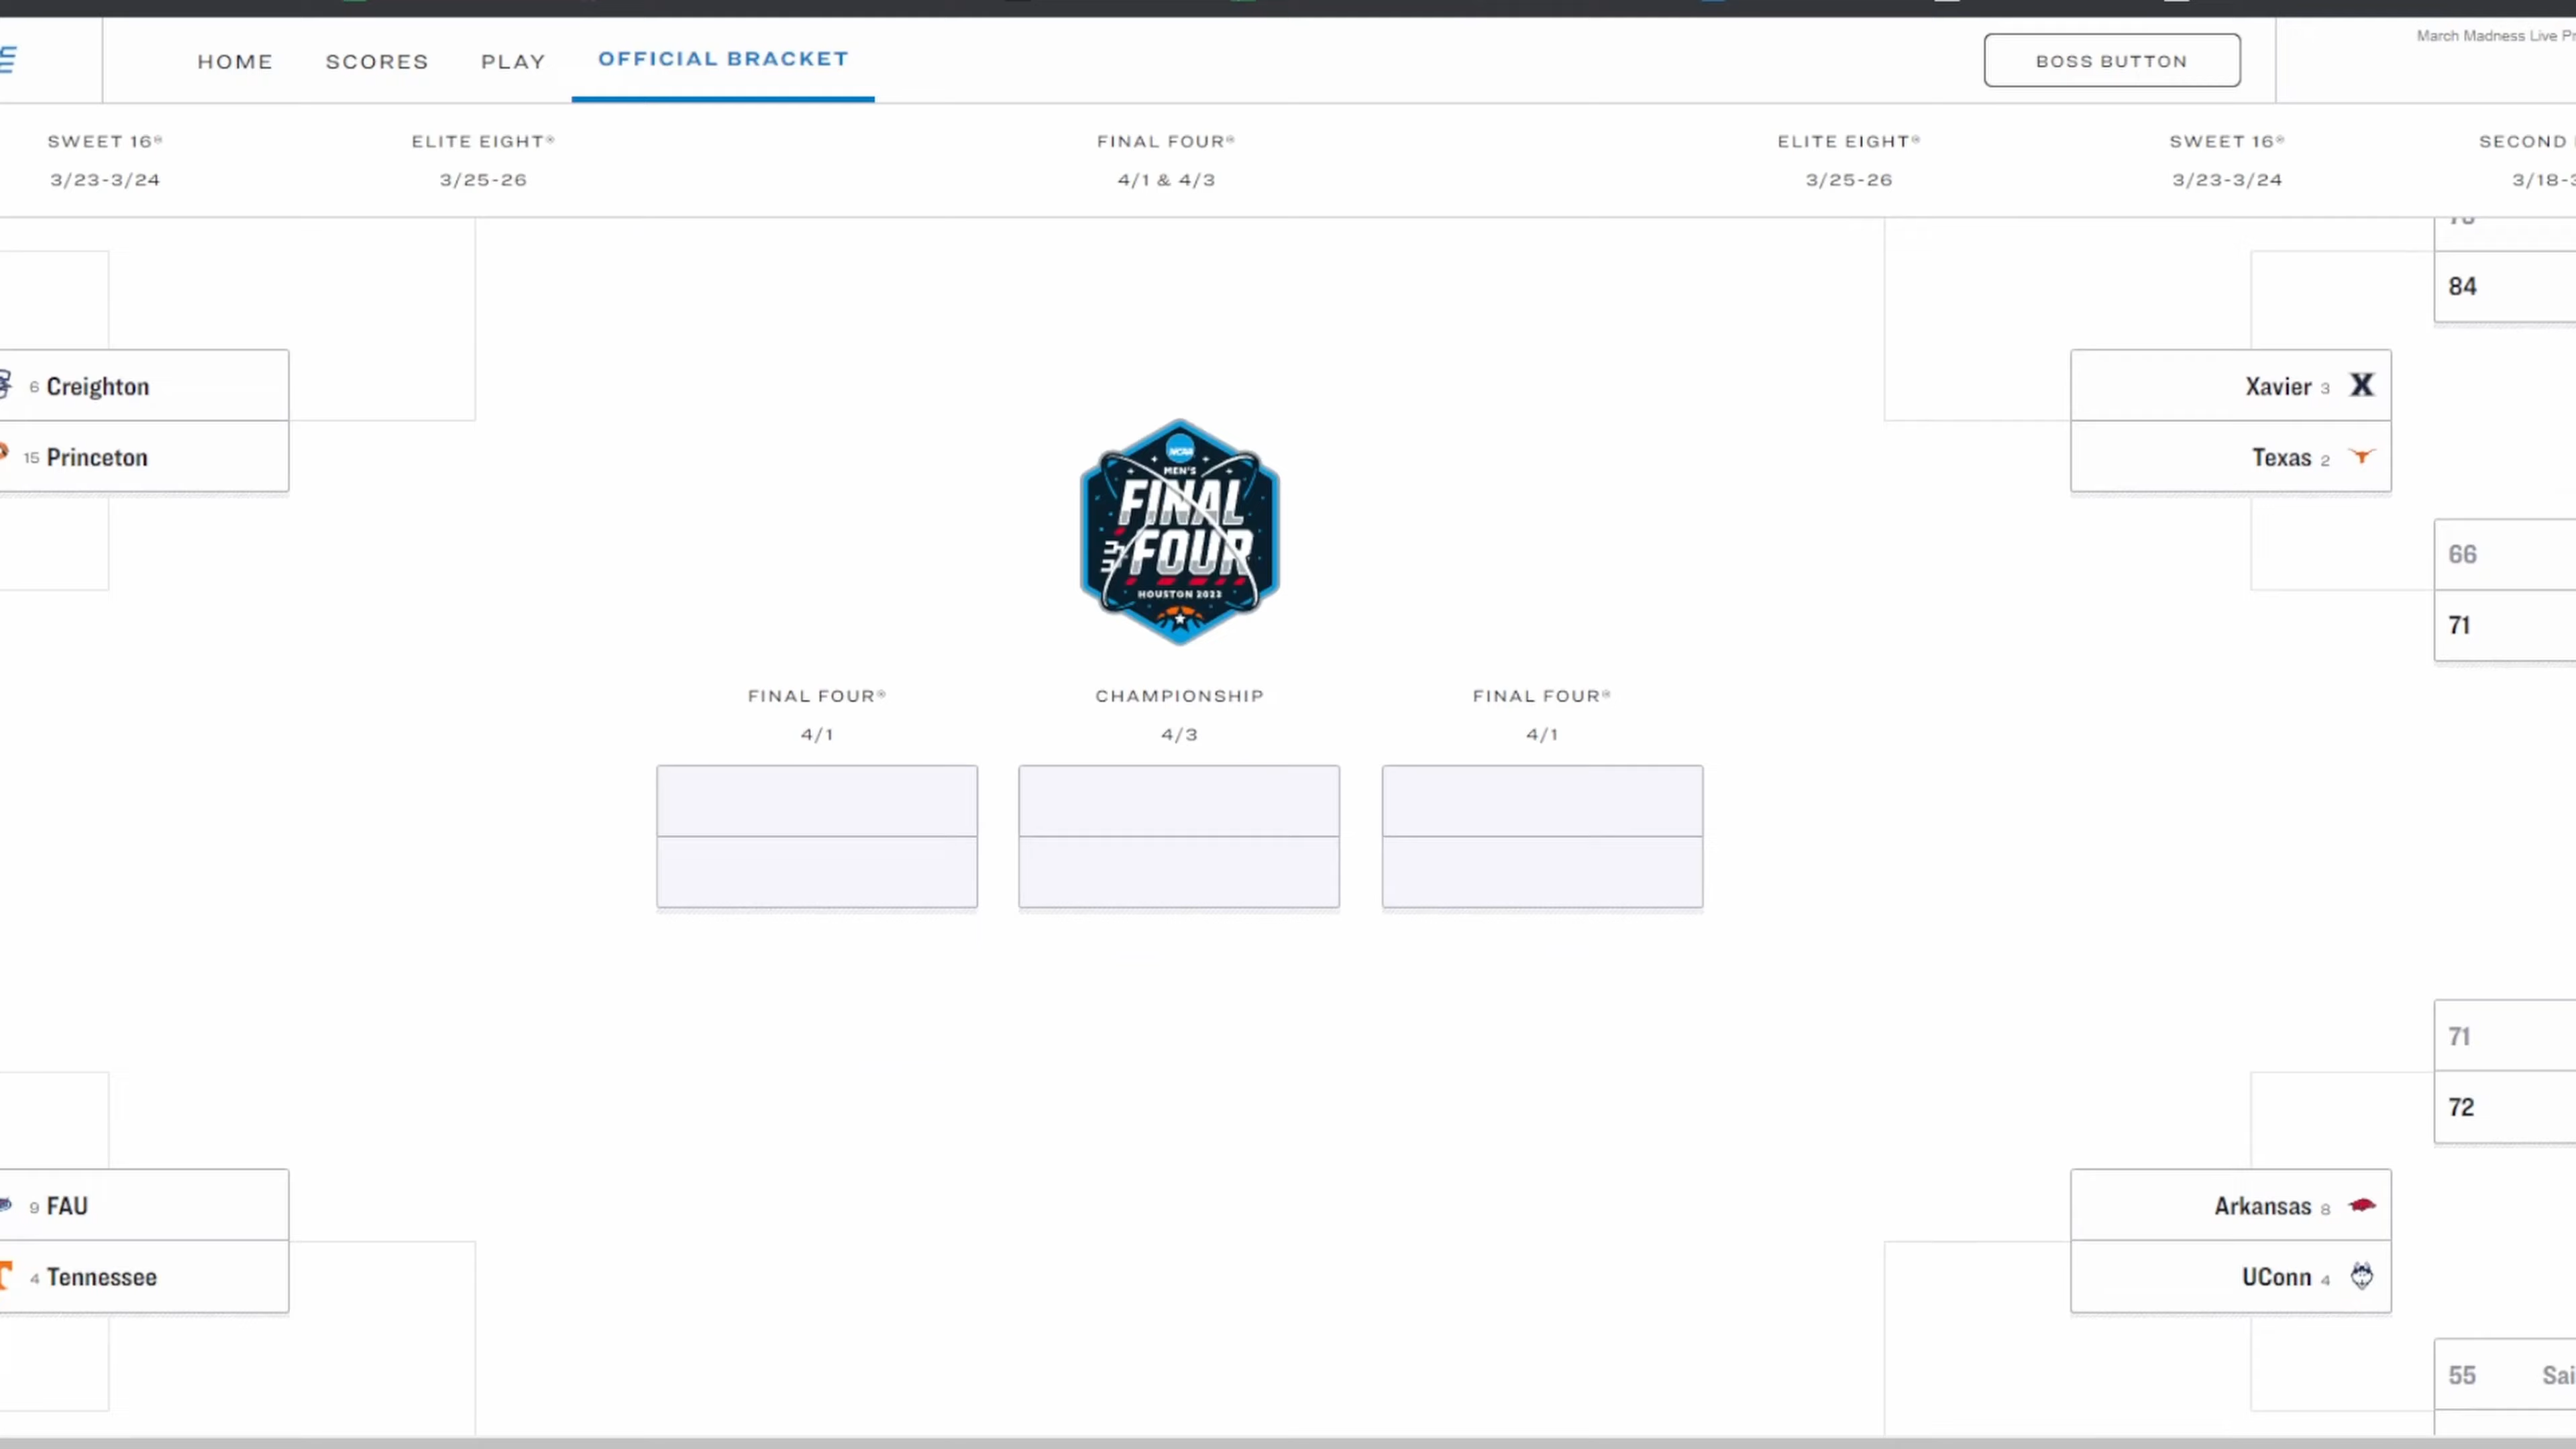 HOME SCORES PLAY OFFICIAL BRACKET BOSS BUTTON March Madness Live
SWEET 16® ELITE EIGHT® FINAL FOUR® ELITE EIGHT® SWEET 16® SECOND
3/23-3/24 3/25-26 4/1 & 4/3 3/25-26 3/23-3/24 3/18-
84
6 Creighton
15 Princeton
Xavier 3
X
Texas 2
66
71
NCAA
MEN'S
FINAL
FOUR
HOUSTON 2023
FINAL FOUR® CHAMPIONSHIP FINAL FOUR®
4/1 4/3 4/1
71
72
9 FAU
4 Tennessee
Arkansas 8
UConn 4
55 Sai